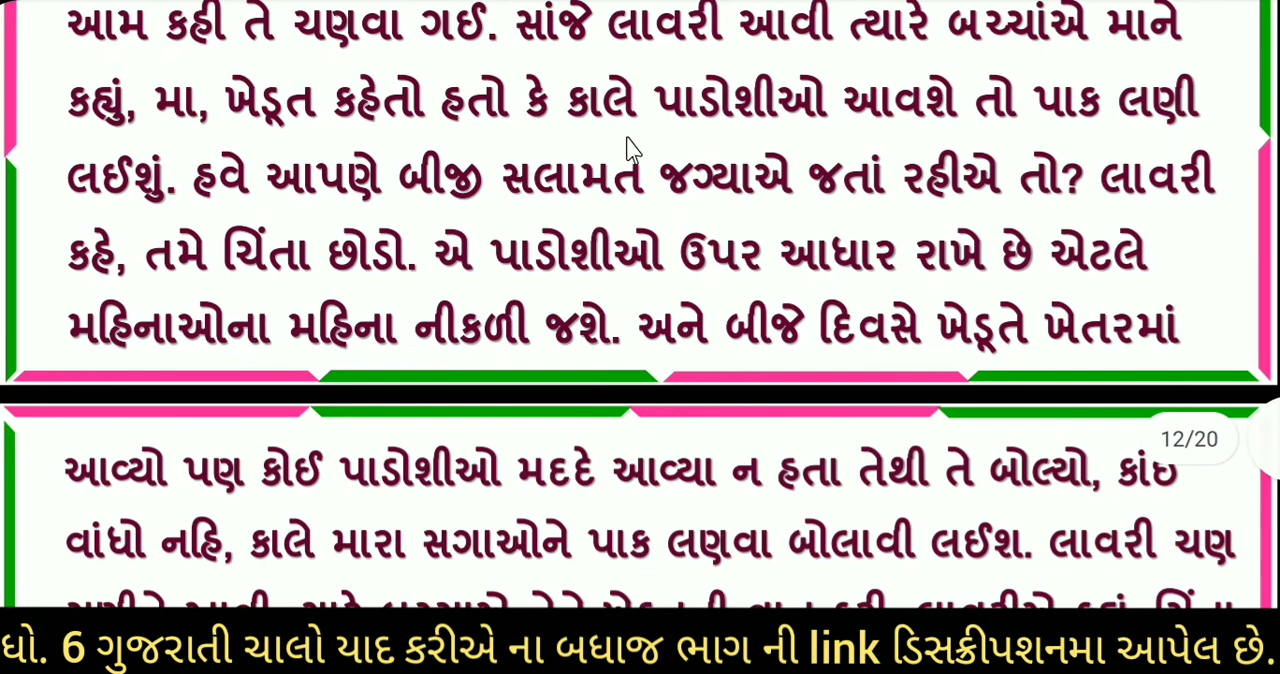 આમ કહી તે ચણવા ગઈ. સાંજે લાવરી આવી ત્યારે બચ્ચાંએ માને
કહ્યું, મા, ખેડૂત કહેતો હતો કે કાલે પાડોશીઓ આવશે તો પાક લણી
લઈશું. હવે આપણે બીજી સલામત જગ્યાએ જતાં રહીએ તો? લાવરી
કહે, તમે ચિંતા છોડો. એ પાડોશીઓ ઉપર આધાર રાખે છે એટલે
મહિનાઓના મહિના નીકળી જશે. અને બીજે દિવસે ખેડૂતે ખેતરમાં
12/20
આવ્યો પણ કોઈ પાડોશીઓ મદદે આવ્યા ન હતા તેથી તે બોલ્યો, કાંઈ
વાંધો નહિ, કાલે મારા સગાઓને પાક લણવા બોલાવી લઈશ. લાવરી ચણ
ધો. 6 ગુજરાતી ચાલો યાદ કરીએ ના બધાજ ભાગ ની link ડિસક્રીપશનમા આપેલ છે.